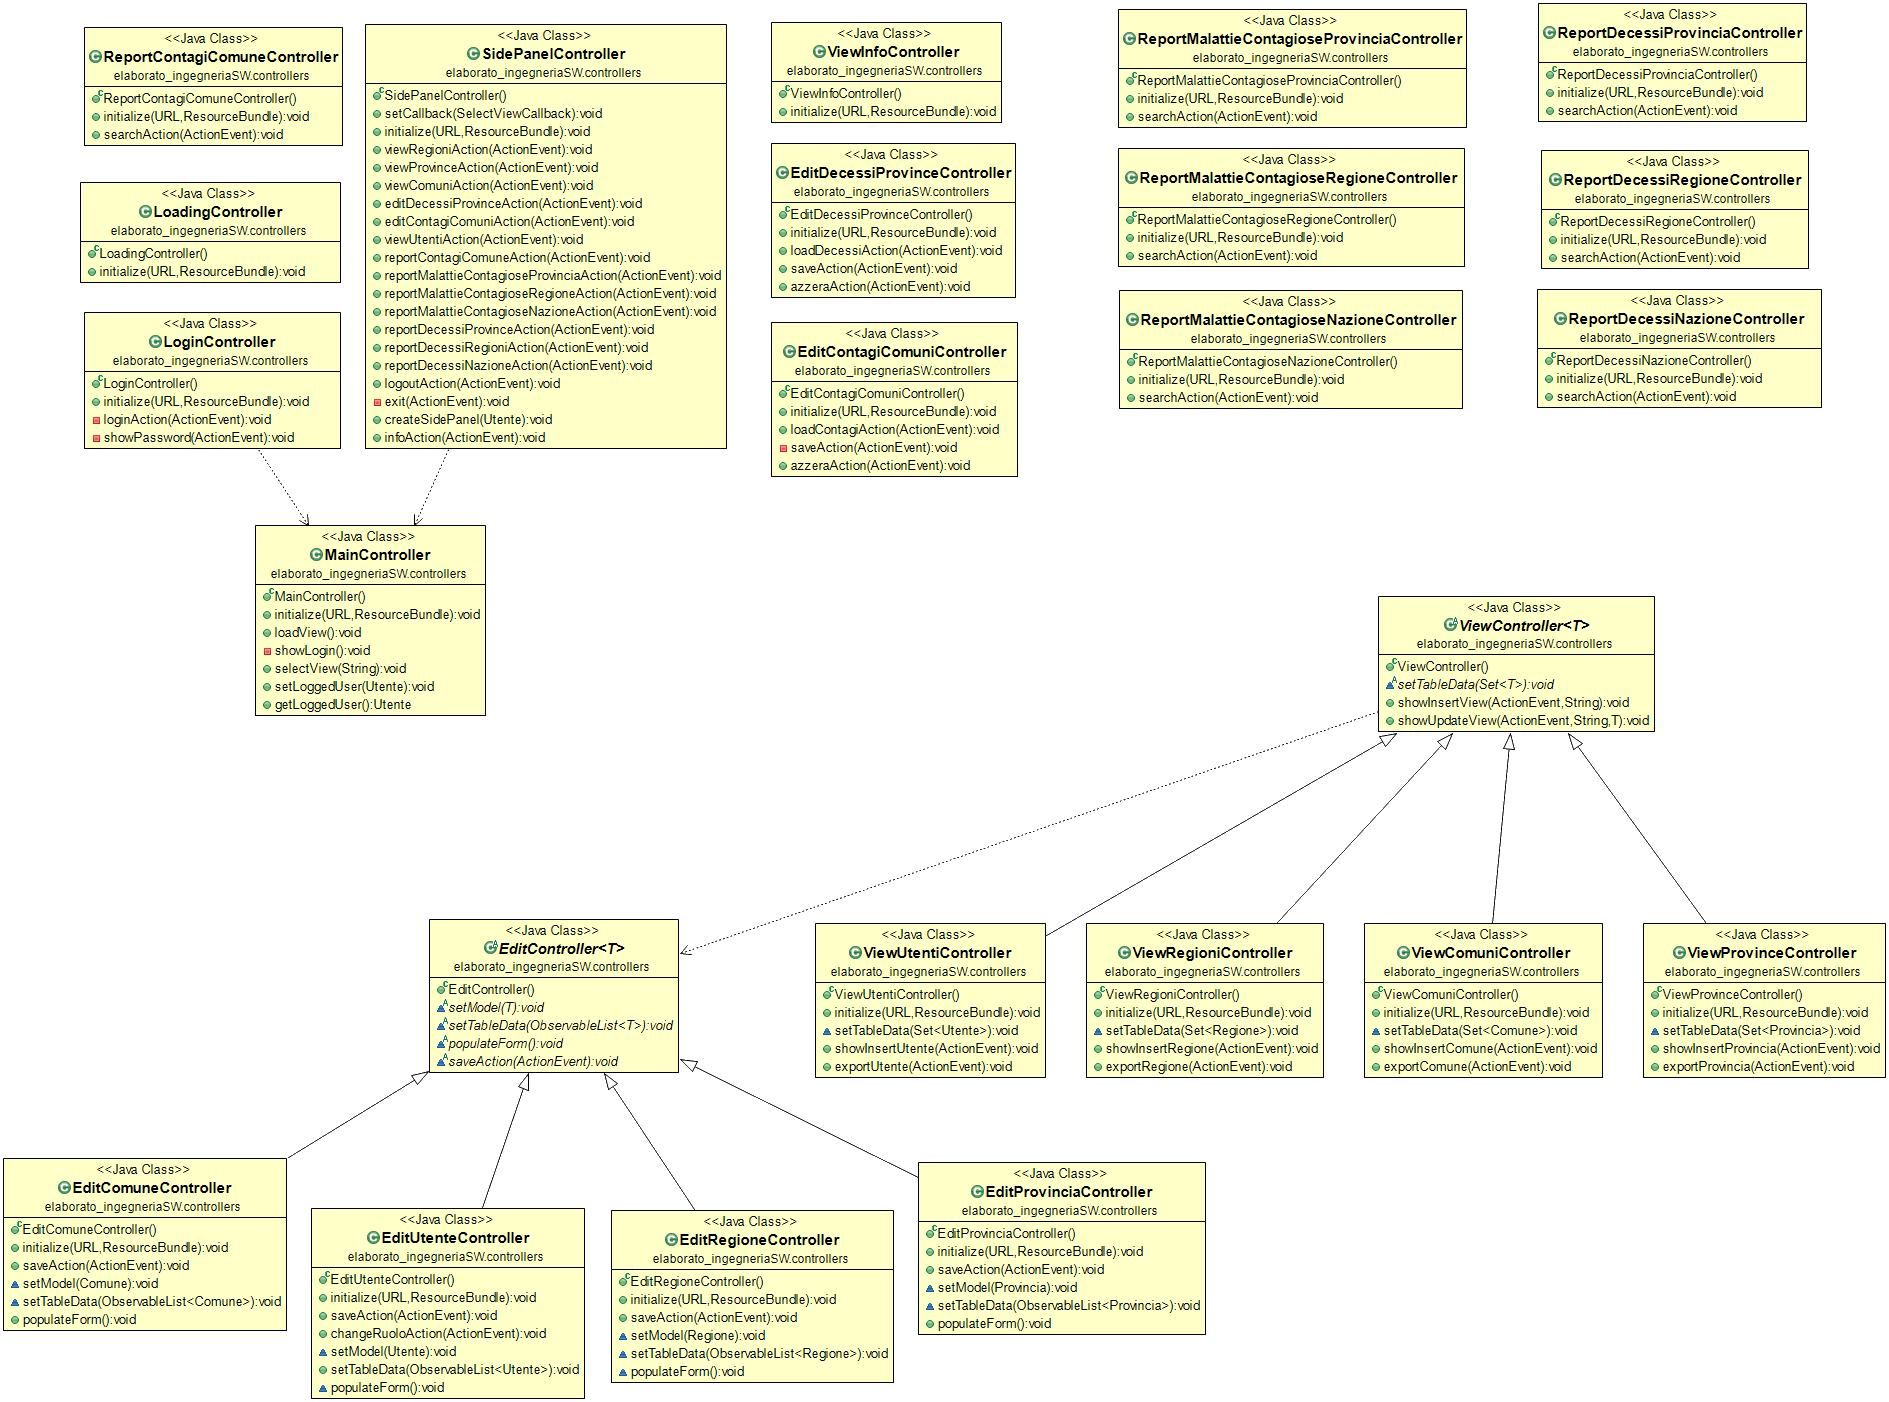 <<Java Class>>
ReportContagiComuneController
elaborato_ingegneriaSW.controllers
ReportContagiComuneController()
initialize(URL,ResourceBundle):void
searchAction(ActionEvent):void
<<Java Class>>
SidePanelController
elaborato_ingegneriaSW.controllers
SidePanelController()
setCallback(SelectViewCallback):void
initialize(URL,ResourceBundle):void
viewRegioniAction(ActionEvent):void
viewProvinceAction(ActionEvent):void
viewComuniAction(ActionEvent):void
editDecessiProvinceAction(ActionEvent):void
editContagiComuniAction(ActionEvent):void
viewUtentiAction(ActionEvent):void
reportContagiComuneAction(ActionEvent):void
reportMalattieContagioseProvinciaAction(ActionEvent):void
reportMalattieContagioseRegioneAction(ActionEvent):void
reportMalattieContagioseNazioneAction(ActionEvent):void
reportDecessiProvinceAction(ActionEvent):void
reportDecessiRegioniAction(ActionEvent):void
reportDecessiNazioneAction(ActionEvent):void
logoutAction(ActionEvent):void
exit(ActionEvent):void
createSidePanel(Utente):void
infoAction(ActionEvent):void
<<Java Class>>
ViewInfoController
elaborato_ingegneriaSW.controllers
ViewInfoController()
initialize(URL,ResourceBundle):void
<<Java Class>>
ReportMalattieContagioseProvinciaController
elaborato_ingegneriaSW.controllers
ReportMalattieContagioseProvinciaController()
initialize(URL,ResourceBundle):void
searchAction(ActionEvent):void
<<Java Class>>
ReportDecessiProvinciaController
elaborato_ingegneriaSW.controllers
ReportDecessiProvinciaController()
initialize(URL,ResourceBundle):void
searchAction(ActionEvent):void
<<Java Class>>
LoadingController
elaborato_ingegneriaSW.controllers
LoadingController()
initialize(URL,ResourceBundle):void
<<Java Class>>
EditDecessiProvinceController
elaborato_ingegneriaSW.controllers
EditDecessiProvinceController()
initialize(URL,ResourceBundle):void
loadDecessiAction(ActionEvent):void
saveAction(ActionEvent):void
azzeraAction(ActionEvent):void
<<Java Class>>
ReportMalattieContagioseRegioneController
elaborato_ingegneriaSW.controllers
ReportMalattieContagioseRegioneController()
initialize(URL,ResourceBundle):void
searchAction(ActionEvent):void
<<Java Class>>
ReportDecessiRegioneController
elaborato_ingegneriaSW.controllers
ReportDecessiRegioneController()
initialize(URL,ResourceBundle):void
searchAction(ActionEvent):void
<<Java Class>>
LoginController
elaborato_ingegneriaSW.controllers
LoginController()
initialize(URL,ResourceBundle):void
loginAction(ActionEvent):void
showPassword(ActionEvent):void
<<Java Class>>
EditContagiComuniController
elaborato_ingegneriaSW.controllers
EditContagiComuniController()
initialize(URL,ResourceBundle):void
loadContagiAction(ActionEvent):void
saveAction(ActionEvent):void
azzeraAction(ActionEvent):void
<<Java Class>>
ReportMalattieContagioseNazioneController
elaborato_ingegneriaSW.controllers
ReportMalattieContagioseNazioneController()
initialize(URL,ResourceBundle):void
searchAction(ActionEvent):void
<<Java Class>>
ReportDecessiNazioneController
elaborato_ingegneriaSW.controllers
ReportDecessiNazioneController()
initialize(URL,ResourceBundle):void
searchAction(ActionEvent):void
<<Java Class>>
MainController
elaborato_ingegneriaSW.controllers
MainController()
initialize(URL,ResourceBundle):void
loadView():void
showLogin():void
selectView(String):void
setLoggedUser(Utente):void
getLoggedUser():Utente
<<Java Class>>
ViewController<T>
elaborato_ingegneriaSW.controllers
ViewController()
setTableData(Set<T>):void
showInsertView(ActionEvent,String):void
showUpdateView(ActionEvent,String,T):void
<<Java Class>>
EditController<T>
elaborato_ingegneriaSW.controllers
EditController()
setModel(T):void
setTableData(ObservableList<T>):void
populateForm():void
saveAction(ActionEvent):void
<<Java Class>>
ViewUtentiController
elaborato_ingegneriaSW.controllers
ViewUtentiController()
initialize(URL,ResourceBundle):void
setTableData(Set<Utente>):void
showInsertUtente(ActionEvent):void
exportUtente(ActionEvent):void
<<Java Class>>
ViewRegioniController
elaborato_ingegneriaSW.controllers
ViewRegioniController()
initialize(URL,ResourceBundle):void
setTableData(Set<Regione>):void
showInsertRegione(ActionEvent):void
exportRegione(ActionEvent):void
<<Java Class>>
ViewComuniController
elaborato_ingegneriaSW.controllers
ViewComuniController()
initialize(URL,ResourceBundle):void
setTableData(Set<Comune>):void
showInsertComune(ActionEvent):void
exportComune(ActionEvent):void
<<Java Class>>
ViewProvinceController
elaborato_ingegneriaSW.controllers
ViewProvinceController()
initialize(URL,ResourceBundle):void
setTableData(Set<Provincia>):void
showInsertProvincia(ActionEvent):void
exportProvincia(ActionEvent):void
<<Java Class>>
EditComuneController
elaborato_ingegneriaSW.controllers
EditComuneController()
initialize(URL,ResourceBundle):void
saveAction(ActionEvent):void
setModel(Comune):void
setTableData(ObservableList<Comune>):void
populateForm():void
<<Java Class>>
EditUtenteController
elaborato_ingegneriaSW.controllers
EditUtenteController()
initialize(URL,ResourceBundle):void
saveAction(ActionEvent):void
changeRuoloAction(ActionEvent):void
setModel(Utente):void
setTableData(ObservableList<Utente>):void
populateForm():void
<<Java Class>>
EditRegioneController
elaborato_ingegneriaSW.controllers
EditRegioneController()
initialize(URL,ResourceBundle):void
saveAction(ActionEvent):void
setModel(Regione):void
setTableData(ObservableList<Regione>):void
populateForm():void
<<Java Class>>
EditProvinciaController
elaborato_ingegneriaSW.controllers
EditProvinciaController()
initialize(URL,ResourceBundle):void
saveAction(ActionEvent):void
setModel(Provincia):void
setTableData(ObservableList<Provincia>):void
populateForm():void